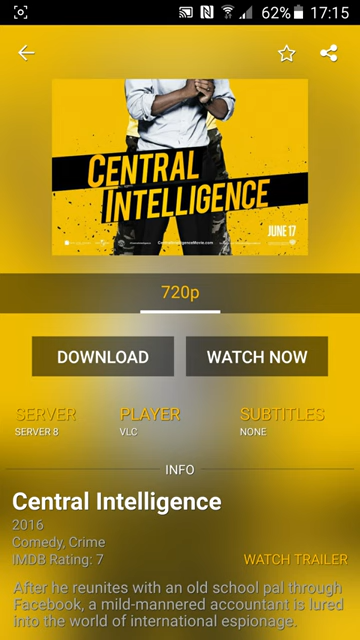 62% 17:15
CENTRAL
INTELLIGENCE
JUNE 17
CentralIntelligenceMovie.com
720p
DOWNLOAD WATCH NOW
SERVER PLAYER SUBTITLES
SERVER 8 VLC NONE
INFO
Central Intelligence
2016
Comedy, Crime
IMDB Rating: 7 WATCH TRAILER
After he reunites with an old school pal through
Facebook, a mild-mannered accountant is lured
into the world of international espionage.